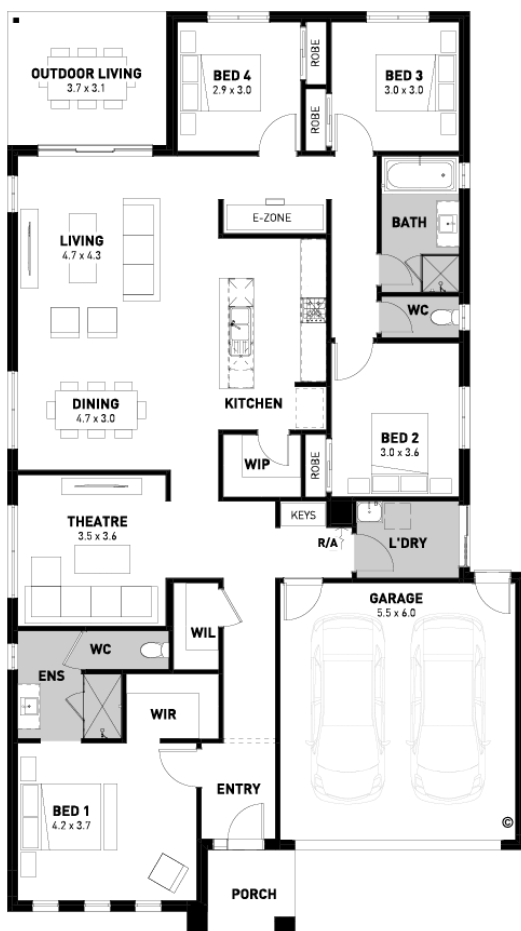 OUTDOOR LIVING
3.7 x 3.1
BED 4
2.9 x 3.0
ROBE
ROBE
BED 3
3.0 x 3.0
E-ZONE
BATH
LIVING
4.7 x 4.3
WC
KITCHEN
DINING
4.7 x 3.0
BED 2
3.0 x 3.6
WIP
ROBE
THEATRE
3.5 x 3.6
KEYS
R/A
L'DRY
GARAGE
5.5 x 6.0
WIL
WC
ENS
WIR
ENTRY
BED 1
4.2 x 3.7
©
PORCH